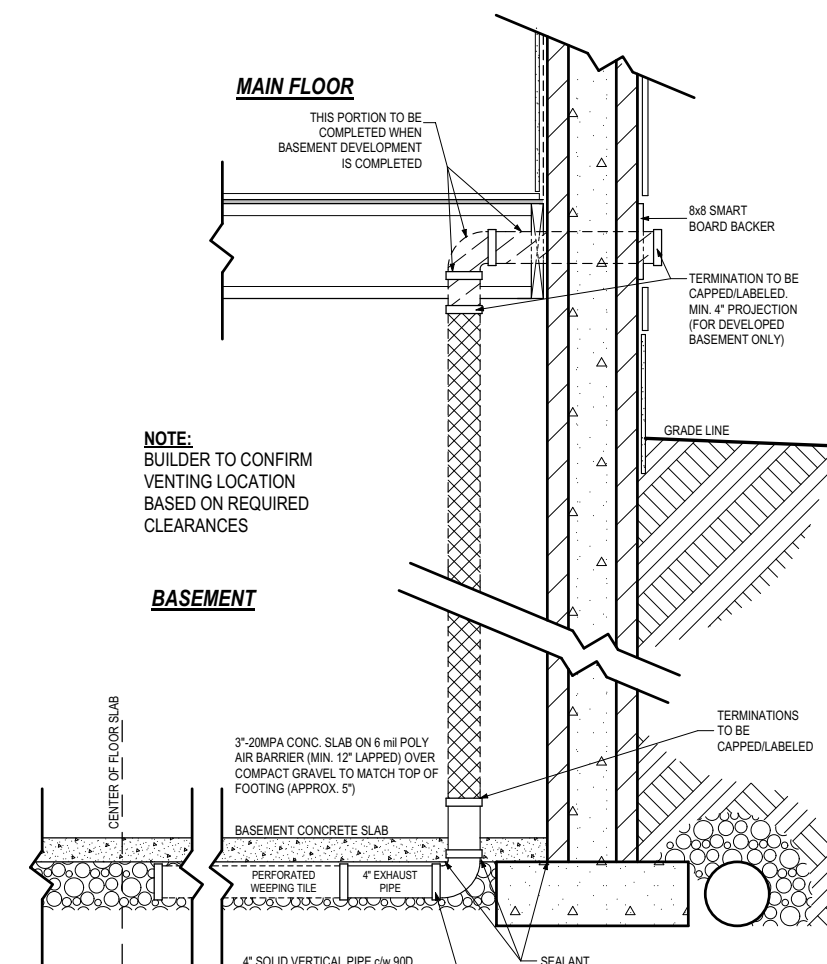 MAIN FLOOR
THIS PORTION TO BE
COMPLETED WHEN
BASEMENT DEVELOPMENT
IS COMPLETED
8x8 SMART
BOARD BACKER
TERMINATION TO BE
CAPPED/LABELED.
MIN. 4" PROJECTION
(FOR DEVELOPED
BASEMENT ONLY)
GRADE LINE
NOTE:
BUILDER TO CONFIRM
VENTING LOCATION
BASED ON REQUIRED
CLEARANCES
BASEMENT
CENTER OF FLOOR SLAB
3"-20MPA CONC. SLAB ON 6 mil POLY
AIR BARRIER (MIN. 12" LAPPED) OVER
COMPACT GRAVEL TO MATCH TOP OF
FOOTING (APPROX. 5")
TERMINATIONS
TO BE
CAPPED/LABELED
BASEMENT CONCRETE SLAB
PERFORATED
WEEPING TILE
4" EXHAUST
PIPE
4" SOLID VERTICAL PIPE c/w 90D
SEALANT